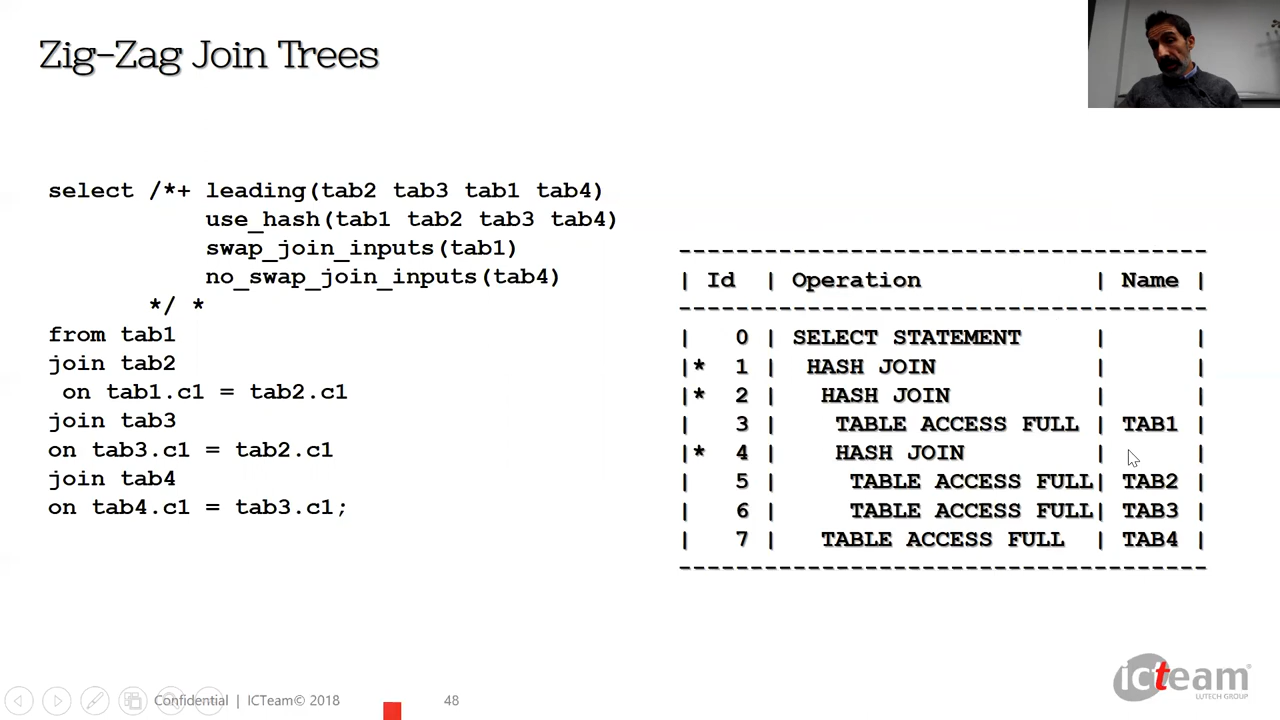 Zig-Zag Join Trees
select /*+ leading(tab2 tab3 tab1 tab4)
use_hash(tab1 tab2 tab3 tab4)
swap_join_inputs(tab1)
no_swap_join_inputs(tab4)
*/ *
from tab1
join tab2
on tab1.c1 = tab2.c1
join tab3
on tab3.c1 = tab2.c1
join tab4
on tab4.c1 = tab3.c1;
-------------------------------------
| Id | Operation | Name |
-------------------------------------
| 0 | SELECT STATEMENT | |
|* 1 | HASH JOIN | |
|* 2 | HASH JOIN | |
| 3 | TABLE ACCESS FULL | TAB1 |
|* 4 | HASH JOIN | |
| 5 | TABLE ACCESS FULL| TAB2 |
| 6 | TABLE ACCESS FULL| TAB3 |
| 7 | TABLE ACCESS FULL | TAB4 |
-------------------------------------
icteam
LUTECH GROUP
Confidential | ICTeam© 2018
48